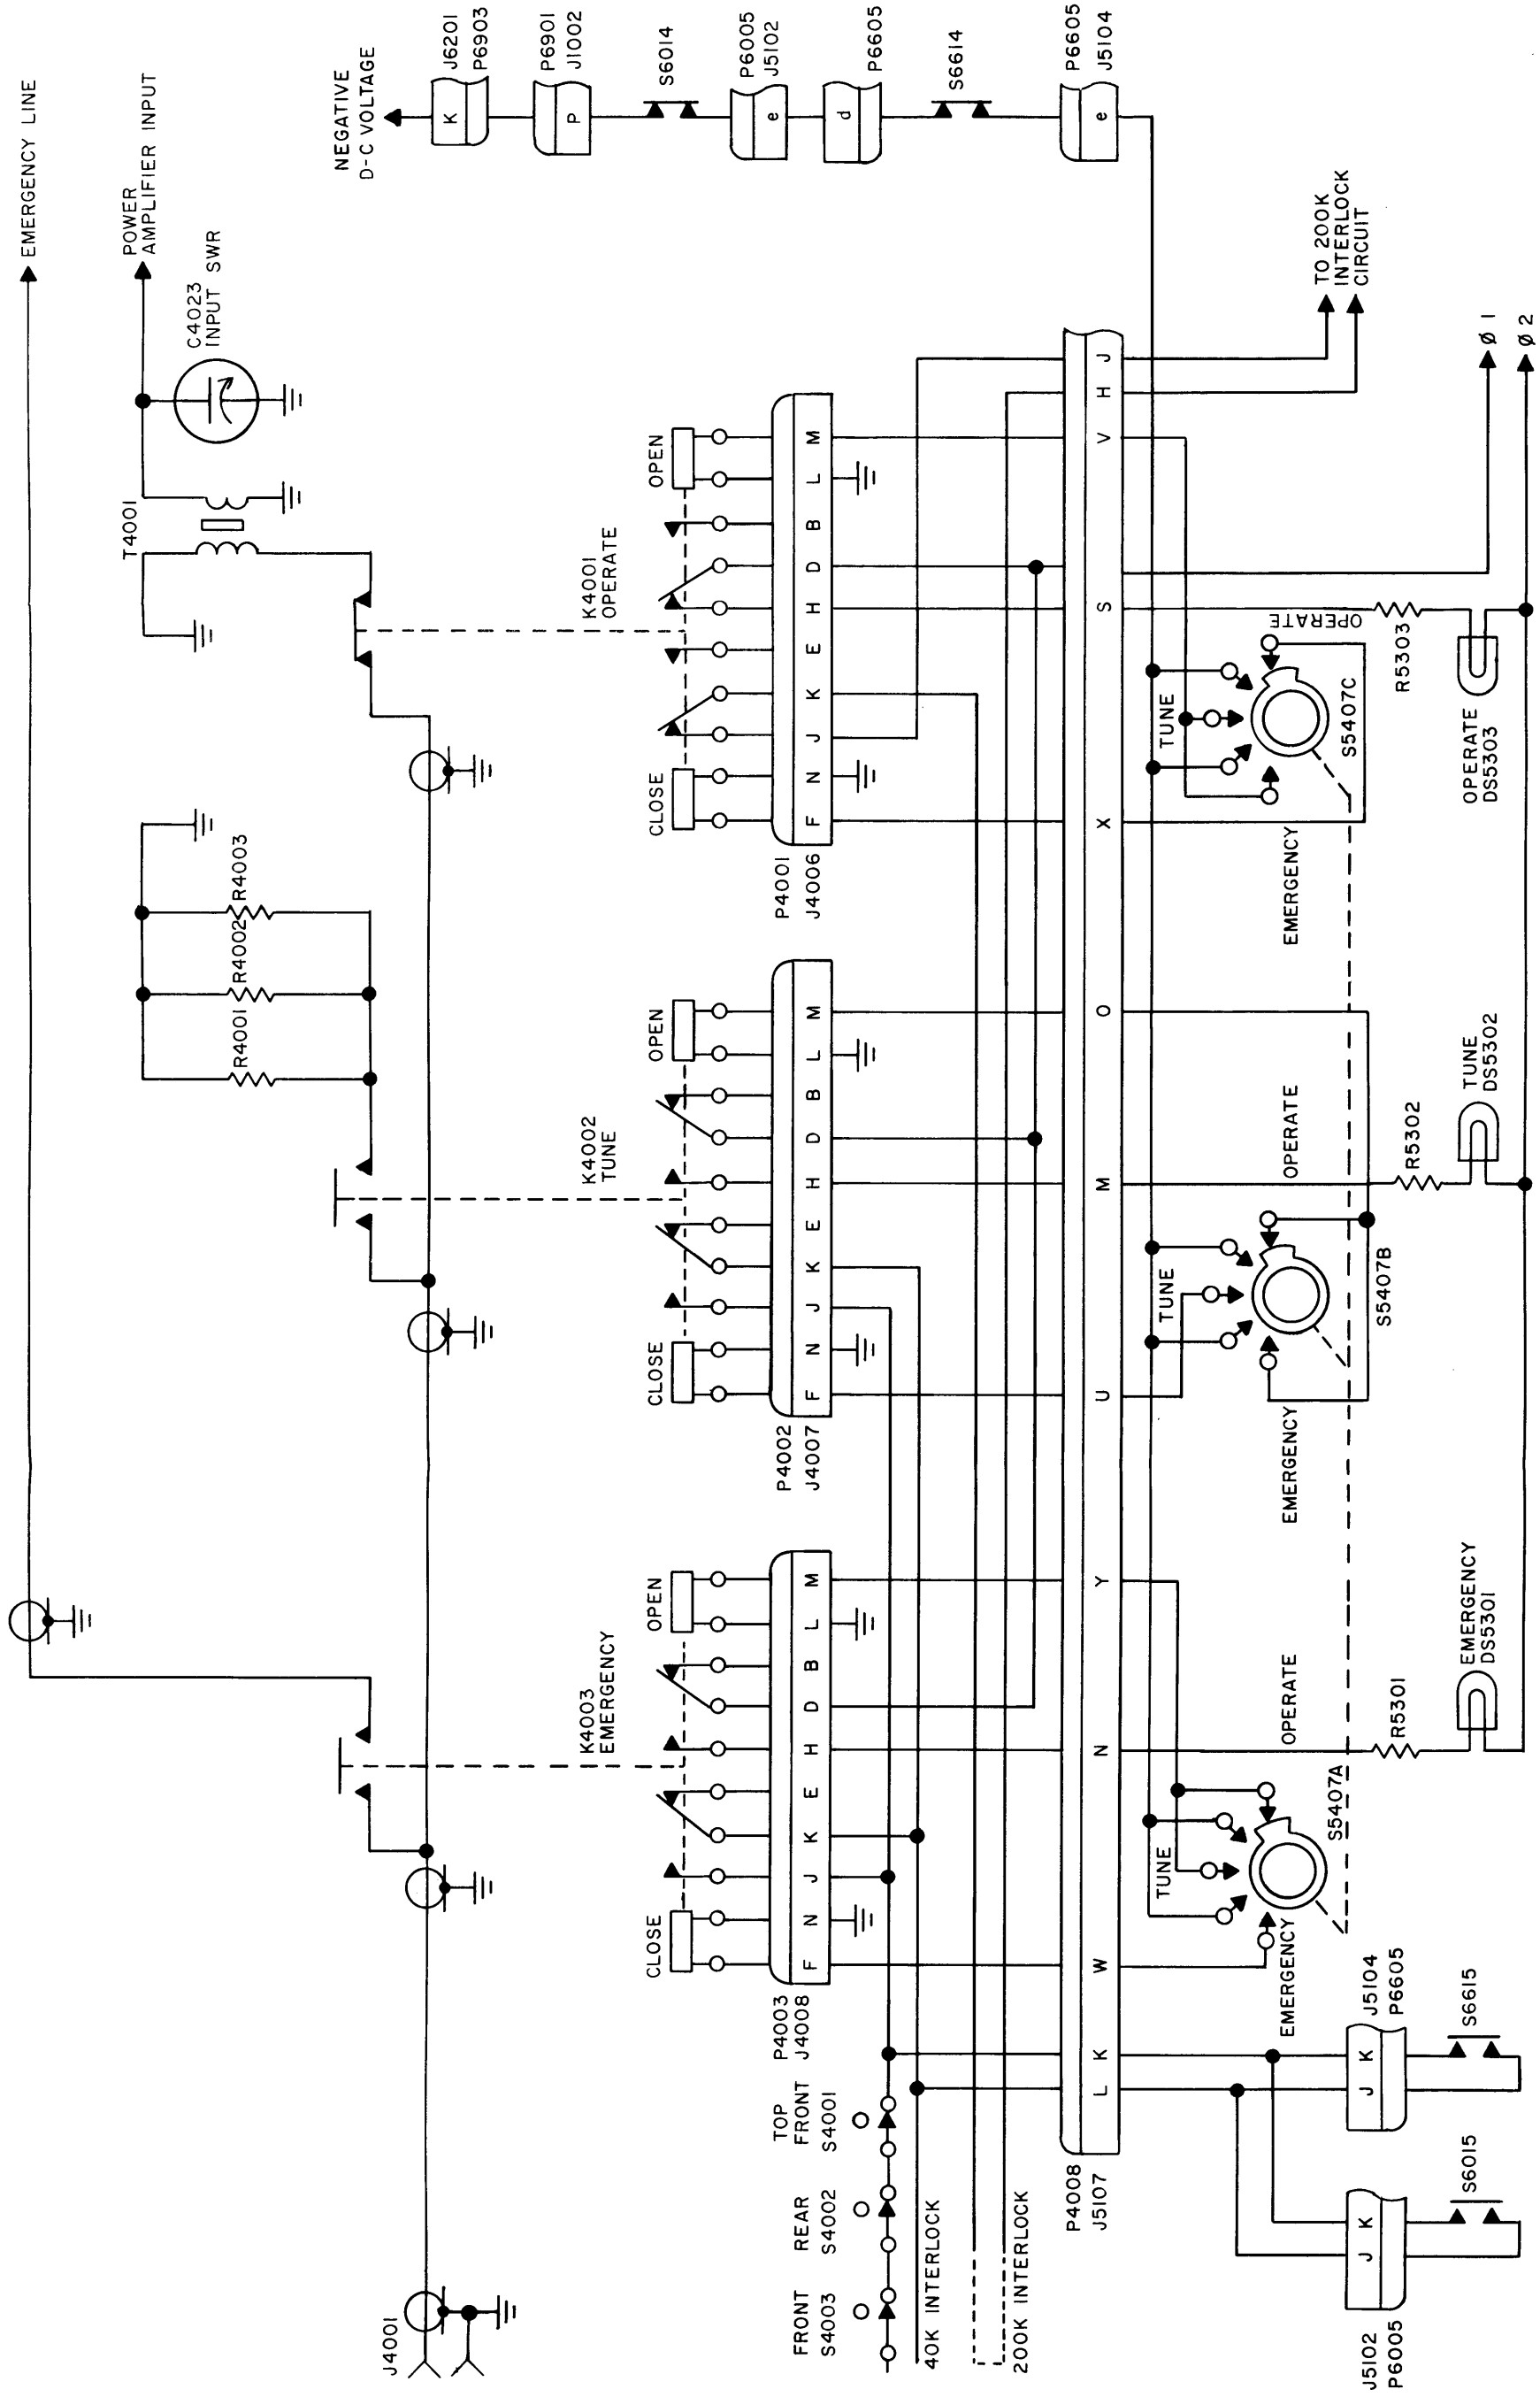 EMERGENCY LINE
POWER
AMPLIFIER INPUT
C4023
INPUT SWR
T4001
R4001
R4002
R4003
J4001
NEGATIVE
D-C VOLTAGE
K
J6201
P6903
P
P6901
J1002
S6014
e
P6005
J5102
d
P6605
S6614
e
P6605
J5104
K4003
EMERGENCY
K4002
TUNE
K4001
OPERATE
CLOSE
OPEN
CLOSE
OPEN
CLOSE
OPEN
P4003
J4008
F N J K E H D B L M
P4002
J4007
F N J K E H D B L M
P4001
J4006
F N J K E H D B L M
FRONT
S4003
REAR
S4002
TOP
FRONT
S4001
40K INTERLOCK
200K INTERLOCK
P4008
J5107
L K W N Y U M O X S V H J
TO 200K
INTERLOCK
CIRCUIT
TUNE
EMERGENCY
OPERATE
S5407A
TUNE
EMERGENCY
OPERATE
S5407B
TUNE
EMERGENCY
OPERATE
S5407C
J5102
P6005
J K
S6015
J5104
P6605
J K
S6615
R5301
EMERGENCY
DS5301
R5302
TUNE
DS5302
R5303
OPERATE
DS5303
Ø 1
Ø 2